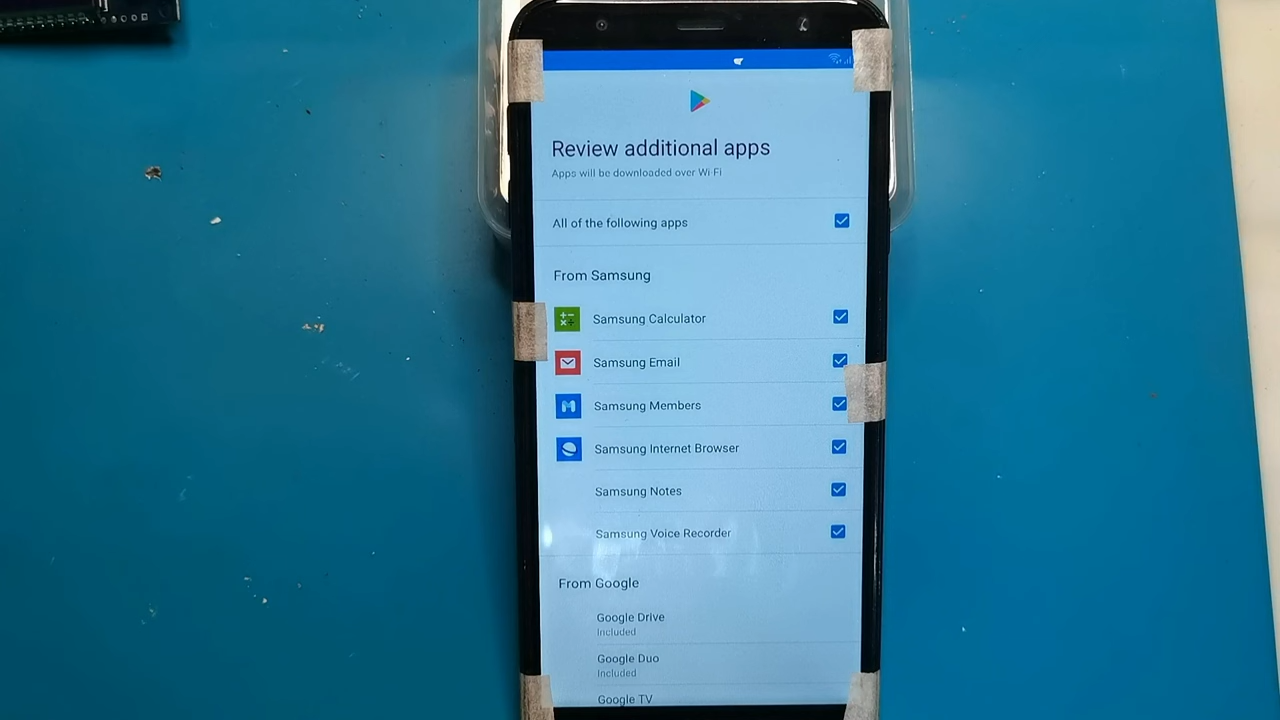 Review additional apps
Apps will be downloaded over Wi-Fi
All of the following apps
From Samsung
Samsung Calculator
Samsung Email
Samsung Members
Samsung Internet Browser
Samsung Notes
Samsung Voice Recorder
From Google
Google Drive
Included
Google Duo
Included
Google TV